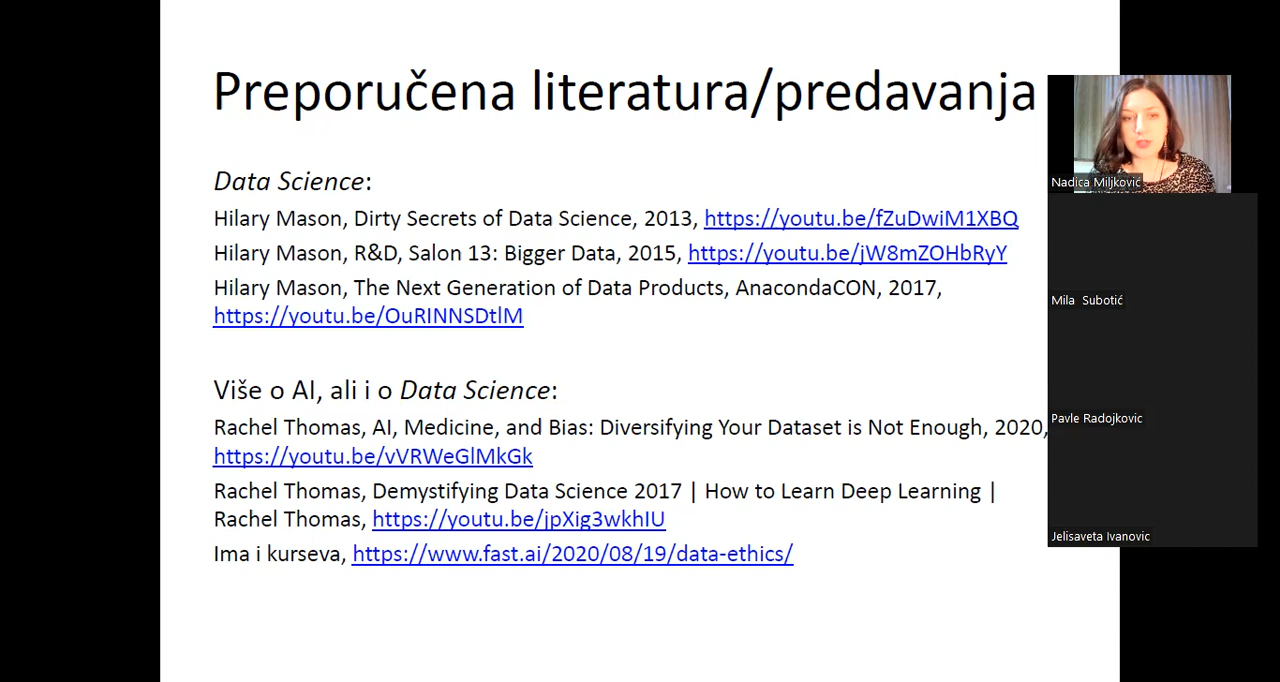 Preporučena literatura/predavanja
Data Science:
Hilary Mason, Dirty Secrets of Data Science, 2013, https://youtu.be/fZuDwiM1XBQ
Hilary Mason, R&D, Salon 13: Bigger Data, 2015, https://youtu.be/jW8mZOHbRyY
Hilary Mason, The Next Generation of Data Products, AnacondaCON, 2017,
https://youtu.be/OuRINNSDtlM
Više o AI, ali i o Data Science:
Rachel Thomas, AI, Medicine, and Bias: Diversifying Your Dataset is Not Enough, 2020,
https://youtu.be/vVRWeGlMkGk
Rachel Thomas, Demystifying Data Science 2017 | How to Learn Deep Learning |
Rachel Thomas, https://youtu.be/jpXig3wkhIU
Ima i kurseva, https://www.fast.ai/2020/08/19/data-ethics/
Nadica Miljković
Mila Subotić
Pavle Radojkovic
Jelisaveta Ivanovic